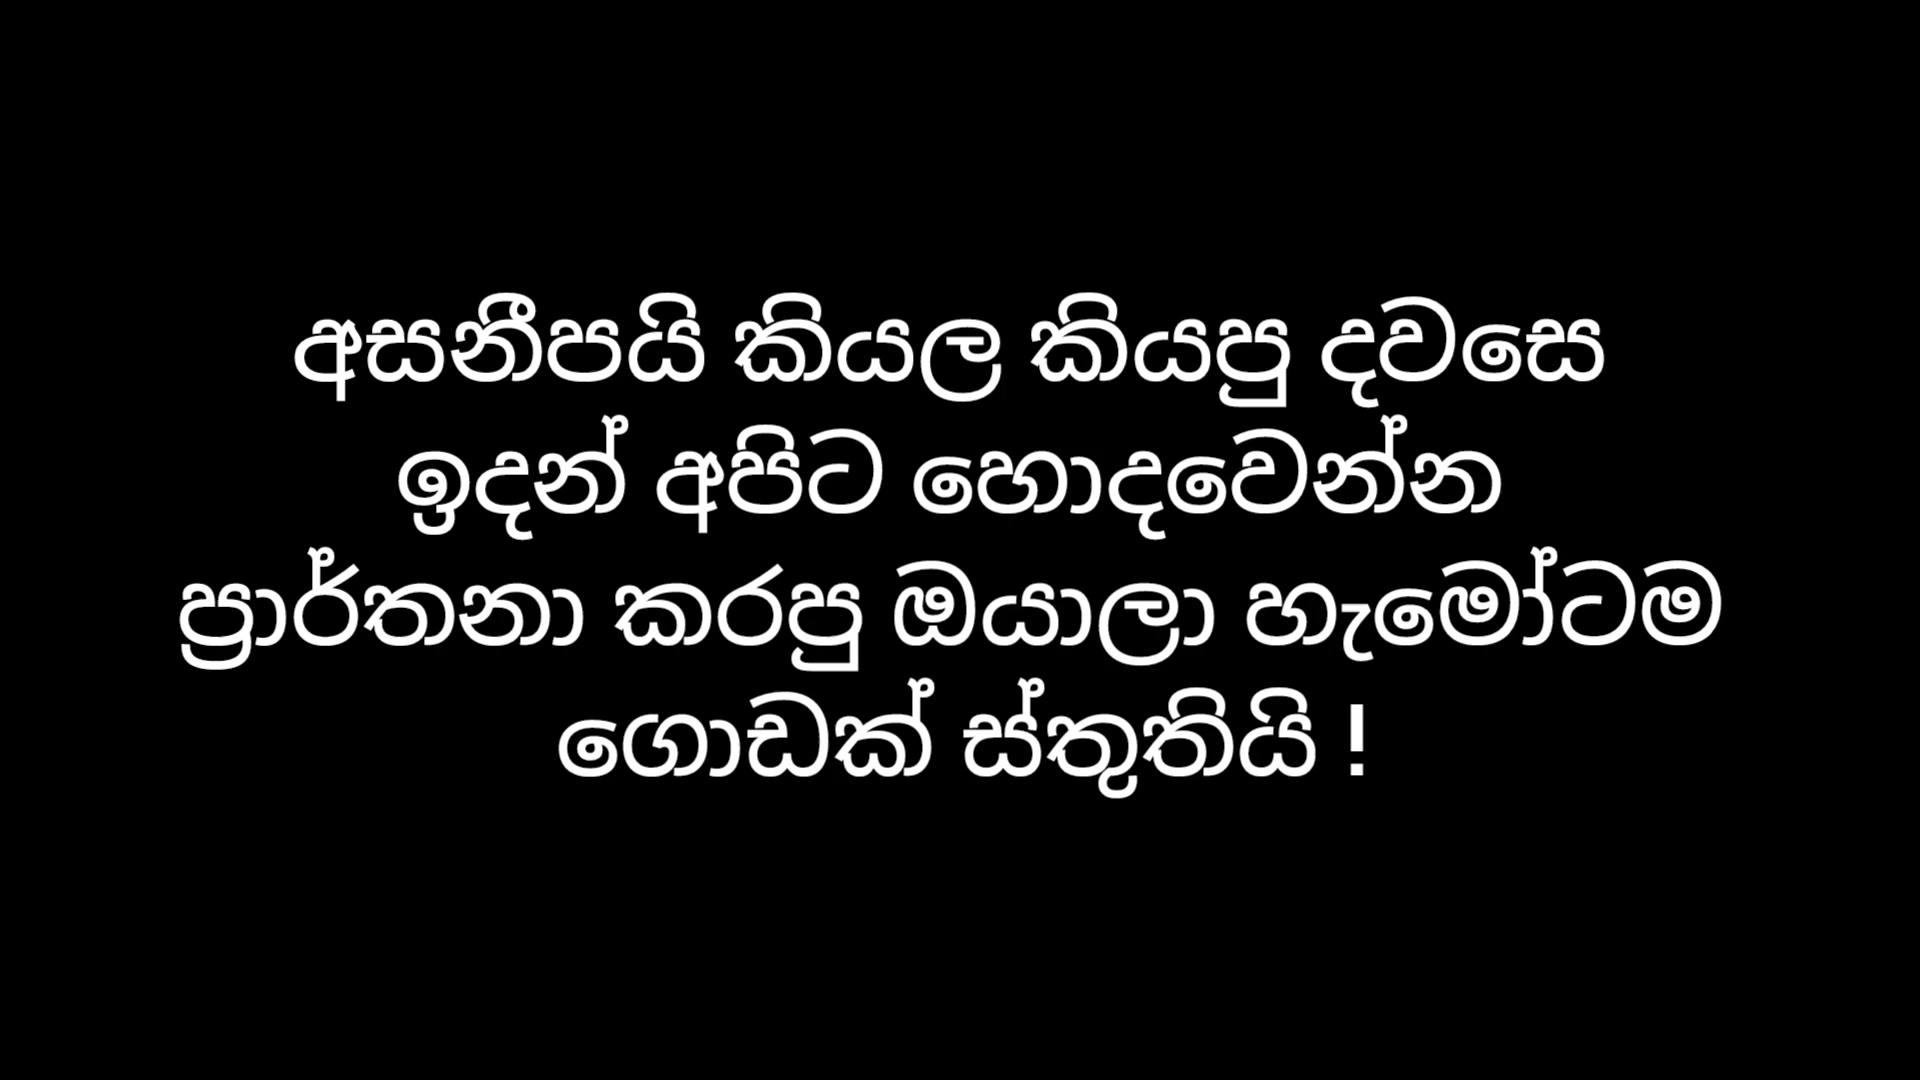 අසනීපයි කියල කියපු දවසෙ
ඉදන් අපිට හොදවෙන්න
ප්‍රාර්තනා කරපු ඔයාලා හැමෝටම
ගොඩක් ස්තුතියි !